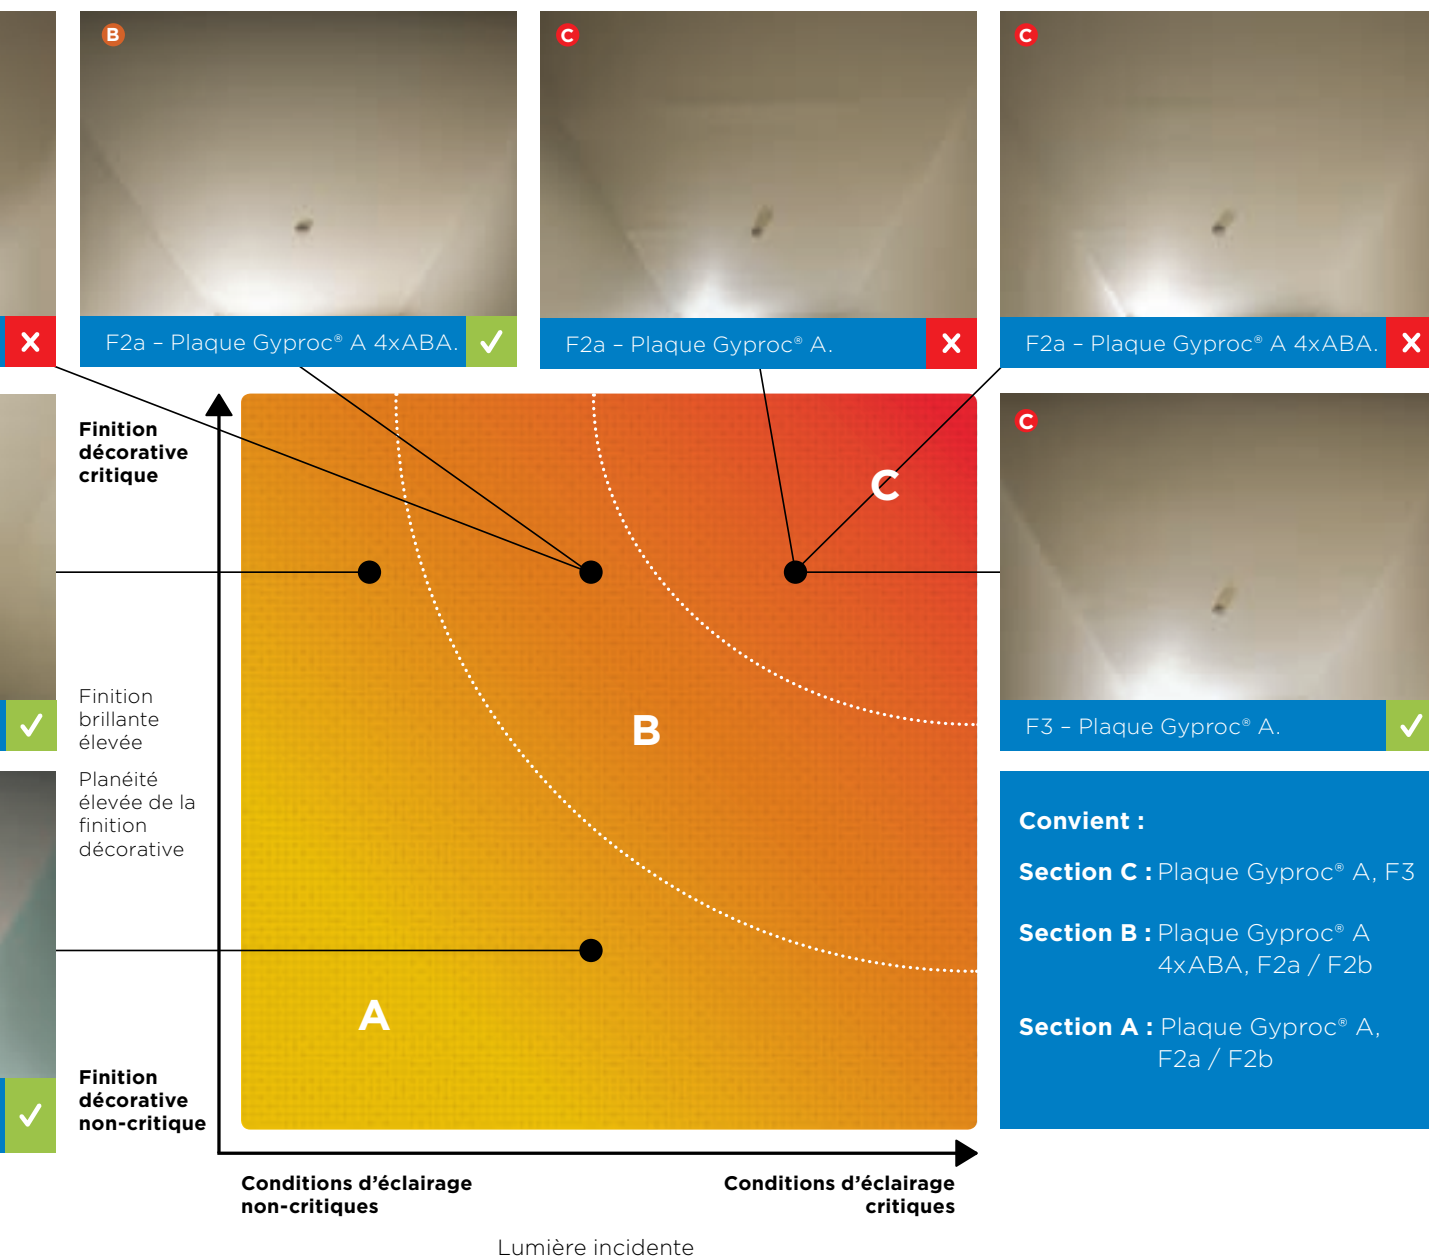 B
C
C
F2a – Plaque Gyproc® A 4xABA.
F2a – Plaque Gyproc® A.
F2a – Plaque Gyproc® A 4xABA.
Finition
décorative
critique
C
C
Finition
brillante
élevée
B
F3 – Plaque Gyproc® A.
Planéité
élevée de la
finition
décorative
Convient :
Section C : Plaque Gyproc® A, F3
Section B : Plaque Gyproc® A
4xABA, F2a / F2b
Section A : Plaque Gyproc® A,
F2a / F2b
A
Finition
décorative
non-critique
Conditions d’éclairage
non-critiques
Conditions d’éclairage
critiques
Lumière incidente